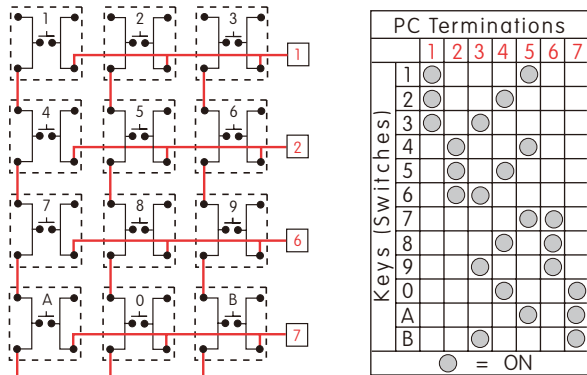 1 2 3 1
4 5 6 2
7 8 9 6
A 0 B 7
PC Terminations
1 2 3 4 5 6 7
Keys (Switches)
1
2
3
4
5
6
7
8
9
0
A
B
= ON